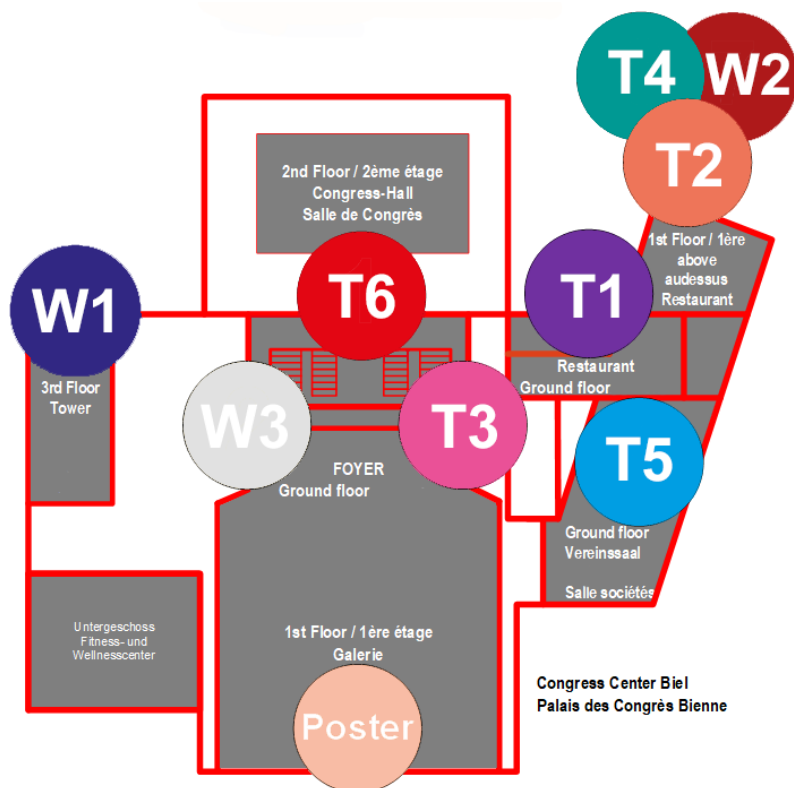 T4
W2
T2
2nd Floor / 2ème étage
Congress-Hall
Salle de Congrès
1st Floor / 1ère
above
audessus
Restaurant
W1
T6
T1
Restaurant
Ground floor
3rd Floor
Tower
W3
T3
T5
FOYER
Ground floor
Ground floor
Vereinssaal
Salle sociétés
Untergeschoss
Fitness- und
Wellnesscenter
1st Floor / 1ère étage
Galerie
Poster
Congress Center Biel
Palais des Congrès Bienne